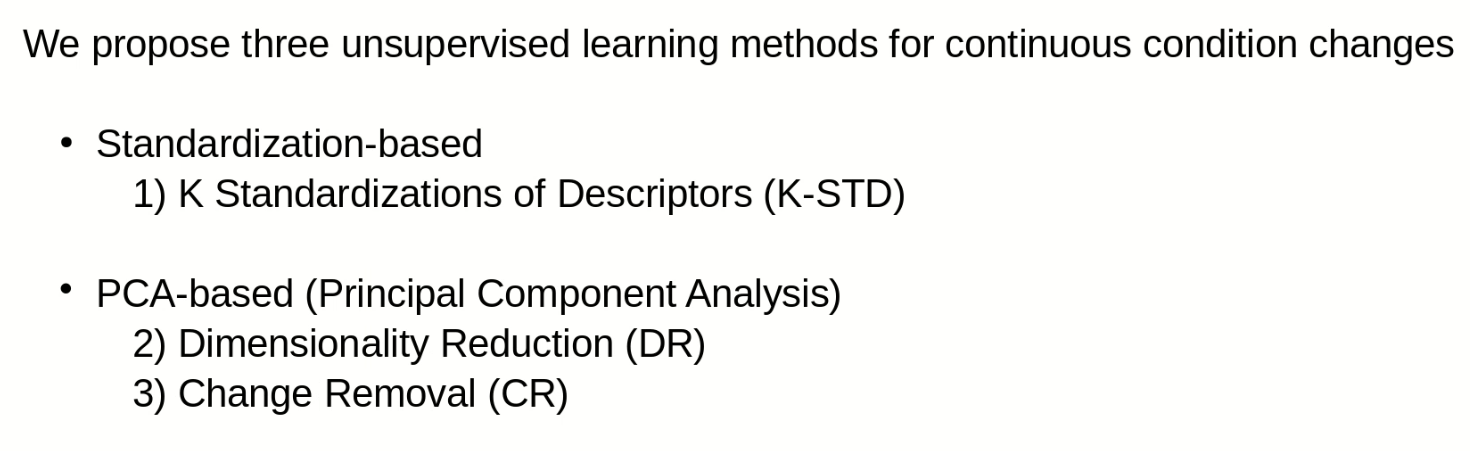 We propose three unsupervised learning methods for continuous condition changes
• Standardization-based
1) K Standardizations of Descriptors (K-STD)
• PCA-based (Principal Component Analysis)
2) Dimensionality Reduction (DR)
3) Change Removal (CR)